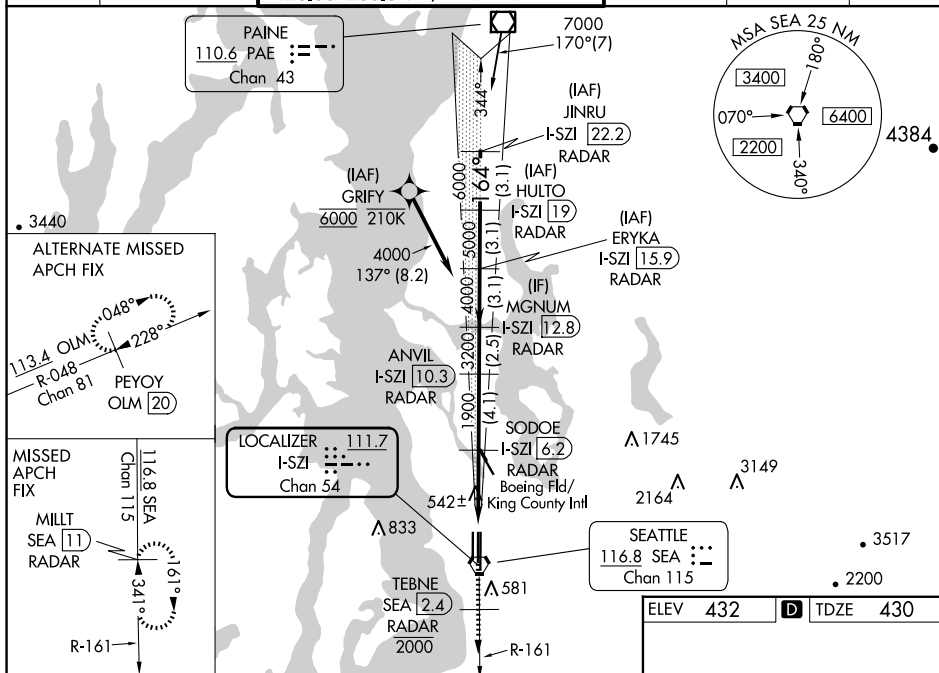 PAINE
110.6 PAE
Chan 43
7000
170°(7)
344°
MSA SEA 25 NM
180°
3400
070°
6400
2200
340°
4384
(IAF)
JINRU
I-SZI 22.2
RADAR
6000
164°
(3.1)
(IAF)
HULTO
I-SZI 19
RADAR
(IAF)
GRIFY
6000 210K
4000
137° (8.2)
5000
(3.1)
(IAF)
ERYKA
I-SZI 15.9
RADAR
4000
(3.1)
(IF)
MGNUM
I-SZI 12.8
RADAR
3200
(2.5)
ANVIL
I-SZI 10.3
RADAR
1900
(4.1)
SODOE
I-SZI 6.2
RADAR
Boeing Fld/
King County Intl
3440
ALTERNATE MISSED
APCH FIX
048°
228°
113.4 OLM
R-048
Chan 81
PEYOY
OLM 20
LOCALIZER 111.7
I-SZI
Chan 54
542±
1745
3149
2164
833
MISSED
APCH
FIX
116.8 SEA
Chan 115
MILLT
SEA 11
RADAR
161°
341°
R-161
SEATTLE
116.8 SEA
Chan 115
3517
2200
TEBNE
SEA 2.4
RADAR
2000
581
R-161
ELEV 432 D TDZE 430